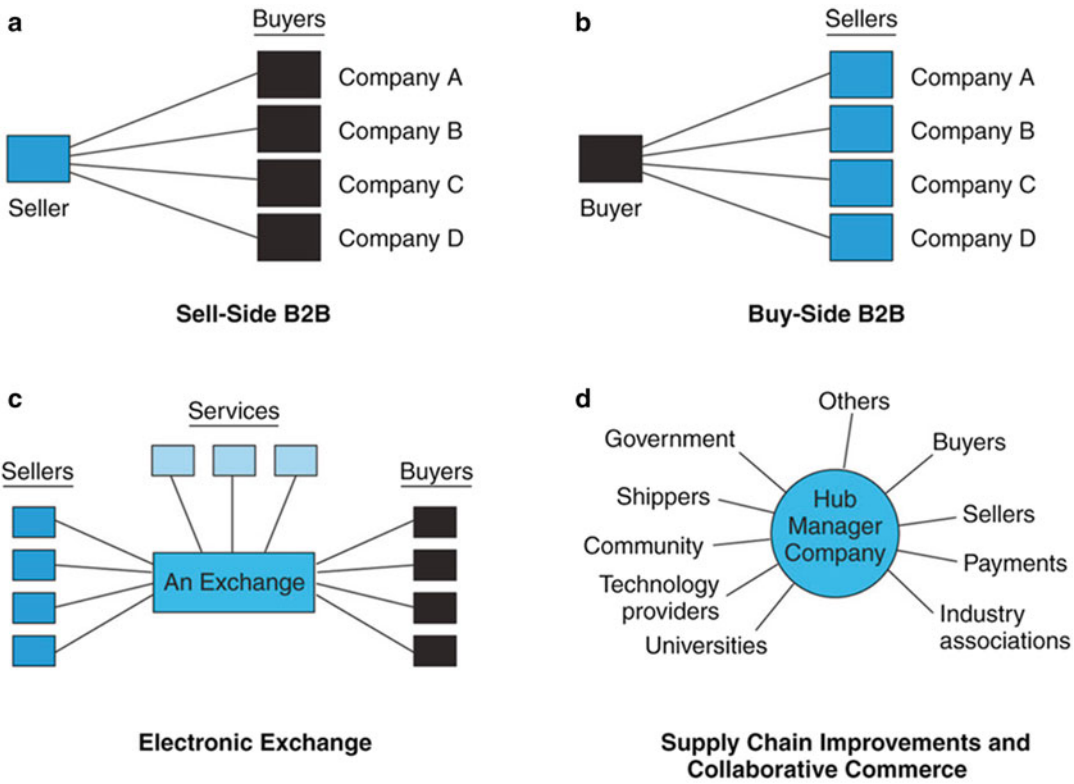 a
Buyers
Company A
Company B
Company C
Company D
Seller
Sell-Side B2B
b
Sellers
Company A
Company B
Company C
Company D
Buyer
Buy-Side B2B
c
Services
Sellers
Buyers
An Exchange
Electronic Exchange
d
Others
Government
Buyers
Shippers
Hub
Manager
Company
Sellers
Community
Payments
Technology
providers
Industry
associations
Universities
Supply Chain Improvements and
Collaborative Commerce